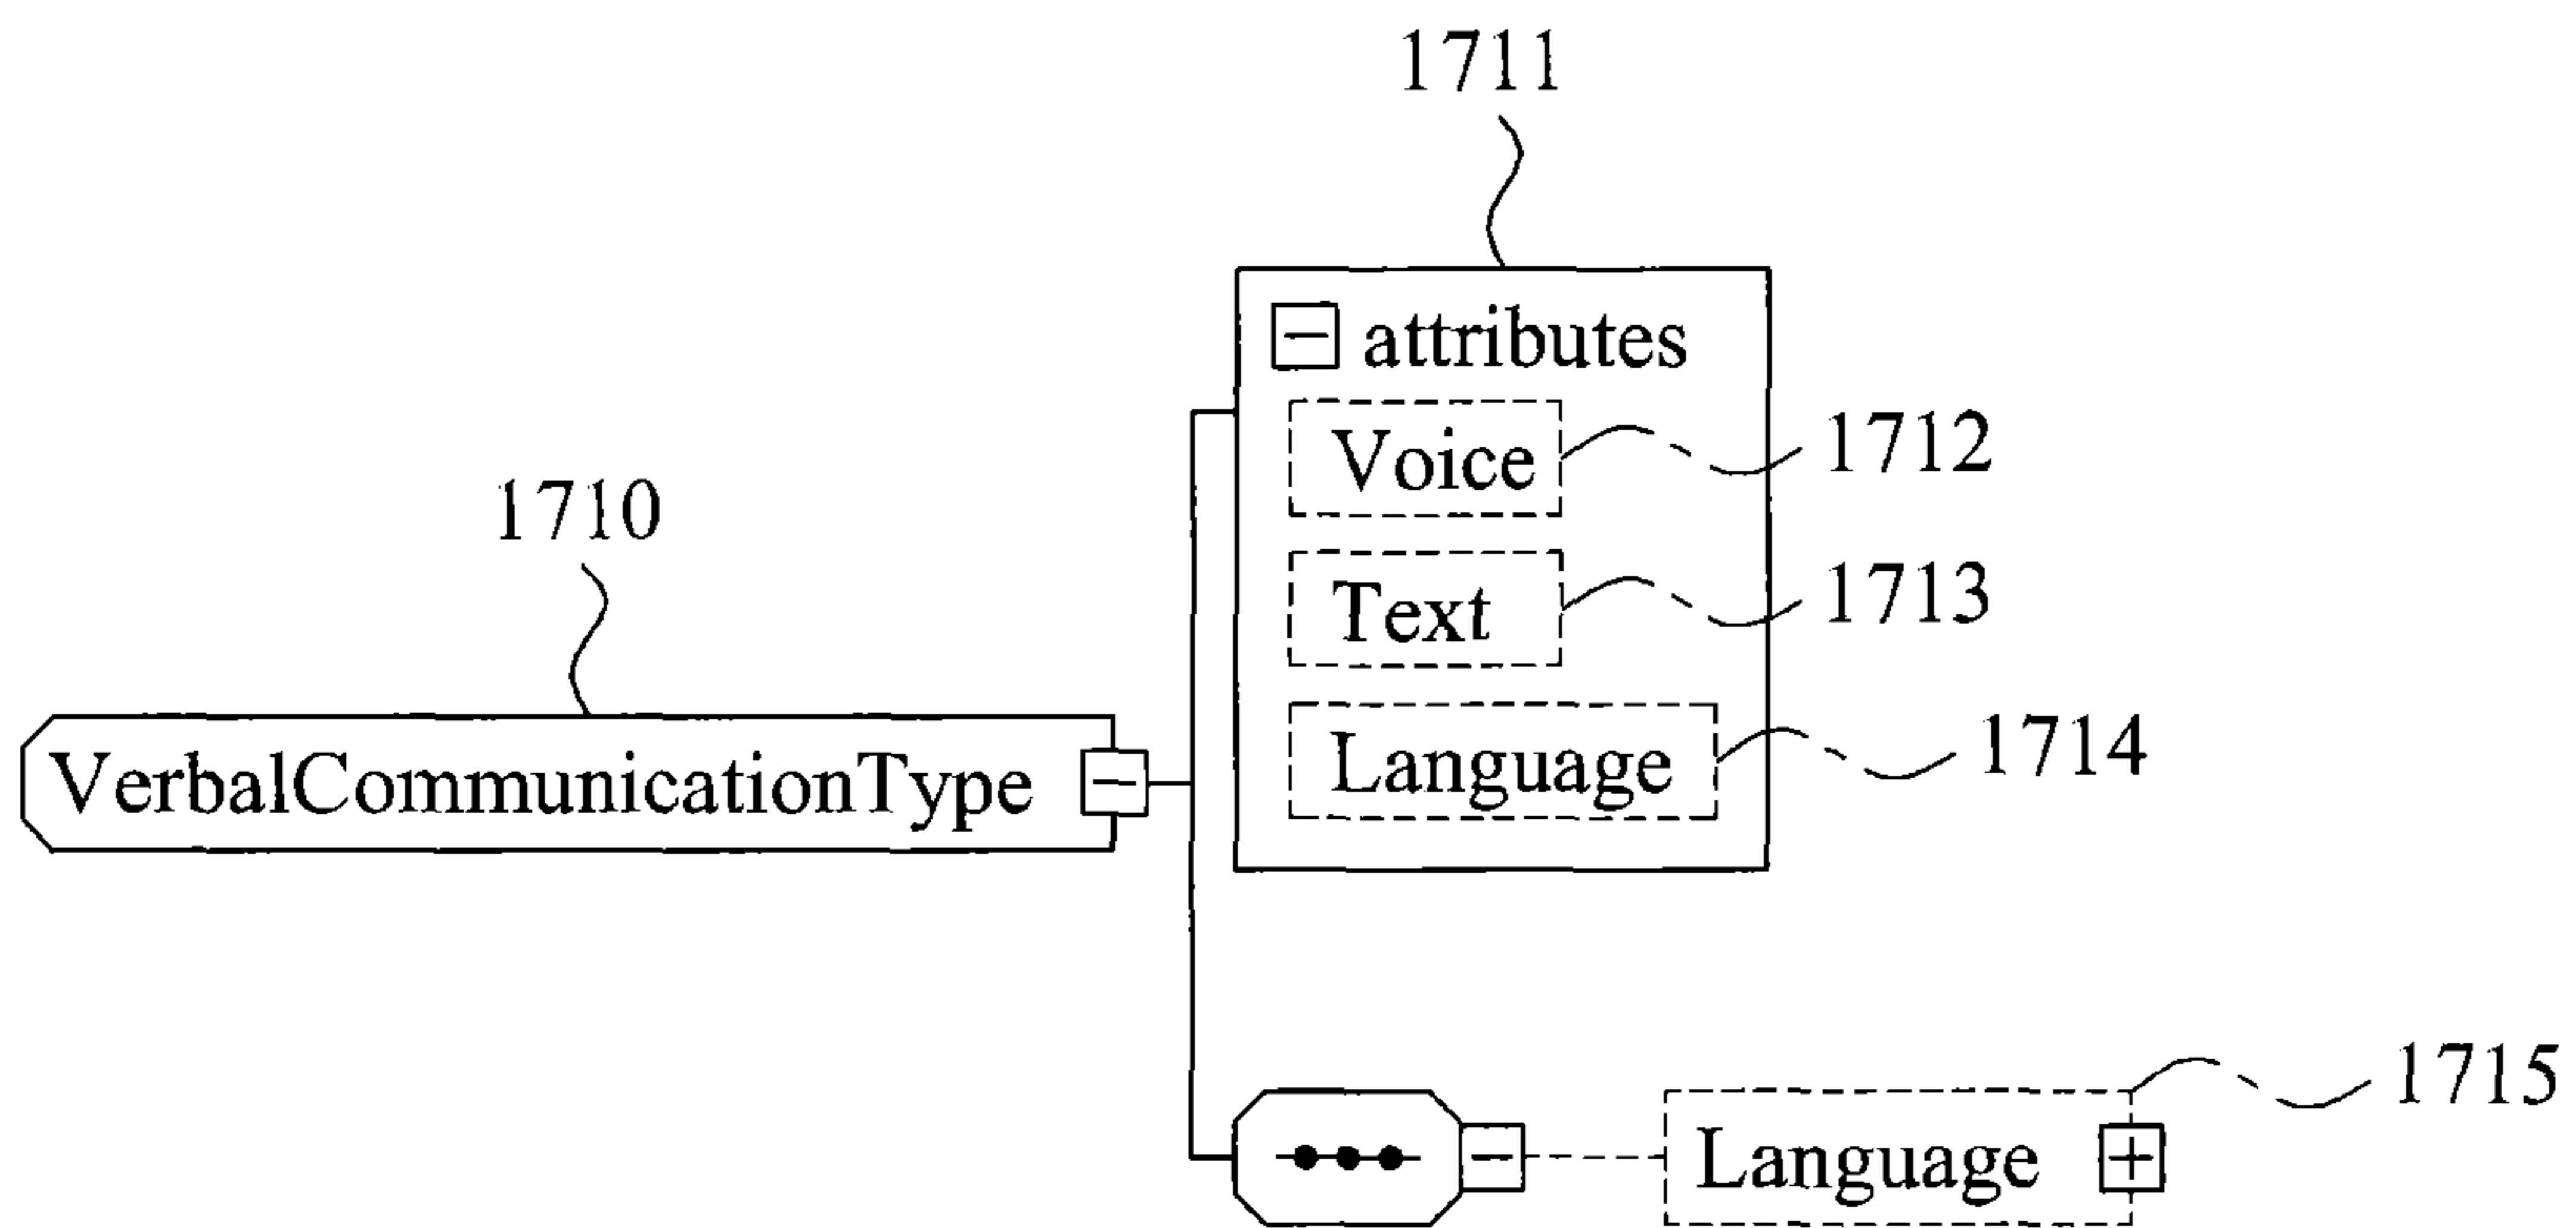 1711
attributes
Voice 1712
1710
Text 1713
Language 1714
VerbalCommunicationType
1715
Language